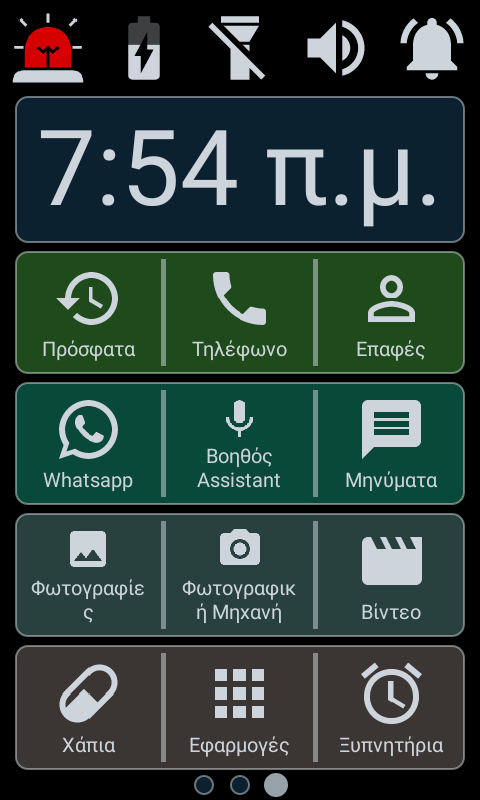 7:54 π.μ.
Πρόσφατα
Τηλέφωνο
Επαφές
Whatsapp
Βοηθός
Assistant
Μηνύματα
Φωτογραφίε
ς
Φωτογραφικ
ή Μηχανή
Βίντεο
Χάπια
Εφαρμογές
Ξυπνητήρια